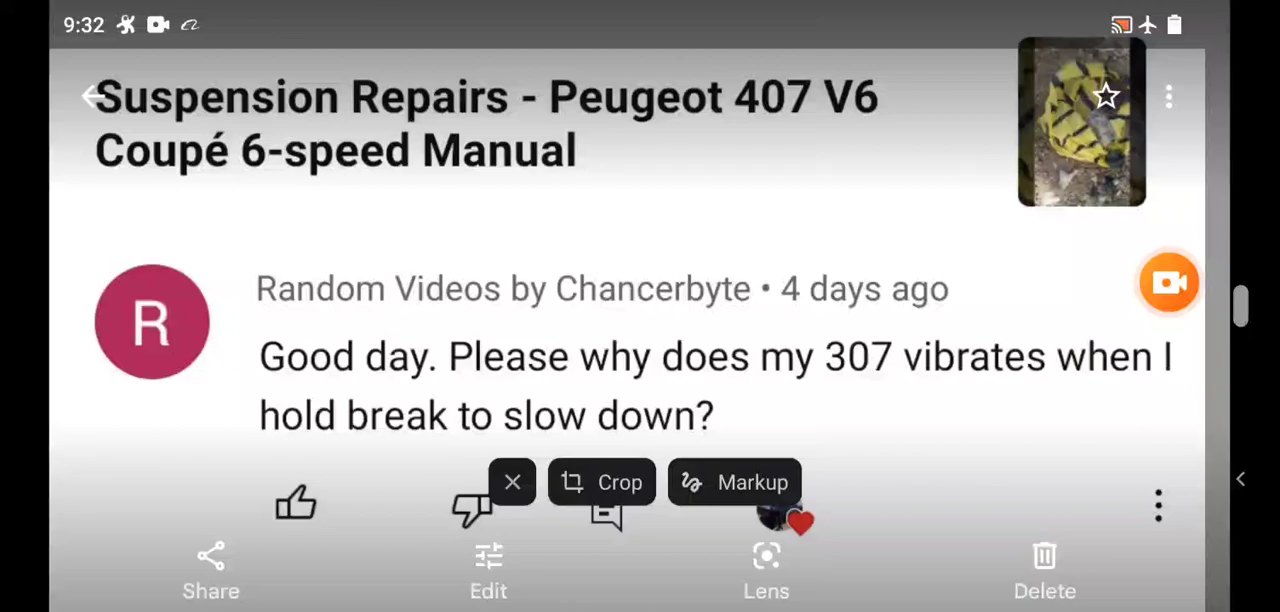 9:32
Suspension Repairs - Peugeot 407 V6
Coupé 6-speed Manual
R
Random Videos by Chancerbyte • 4 days ago
Good day. Please why does my 307 vibrates when I
hold break to slow down?
Crop
Markup
Share
Edit
Lens
Delete